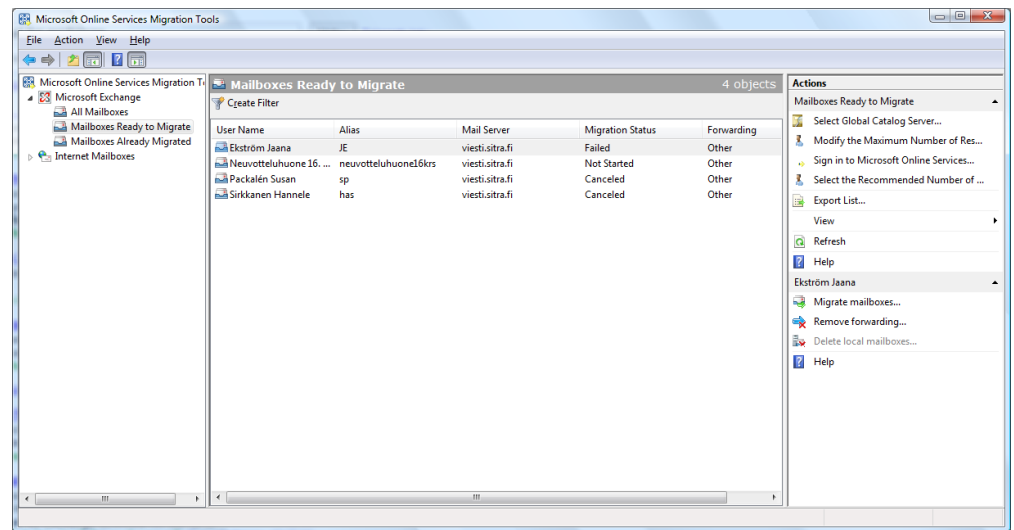 Microsoft Online Services Migration Tools
File Action View Help
Microsoft Online Services Migration T
Microsoft Exchange
All Mailboxes
Mailboxes Ready to Migrate
Mailboxes Already Migrated
Internet Mailboxes
Mailboxes Ready to Migrate 4 objects
Create Filter
User Name Alias Mail Server Migration Status Forwarding
Ekström Jaana JE viesti.sitra.fi Failed Other
Neuvotteluhuone 16. ... neuvotteluhuone16krs viesti.sitra.fi Not Started Other
Packalén Susan sp viesti.sitra.fi Canceled Other
Sirkkanen Hannele has viesti.sitra.fi Canceled Other
Actions
Mailboxes Ready to Migrate
Select Global Catalog Server...
Modify the Maximum Number of Res...
Sign in to Microsoft Online Services...
Select the Recommended Number of ...
Export List...
View
Refresh
Help
Ekström Jaana
Migrate mailboxes...
Remove forwarding...
Delete local mailboxes...
Help